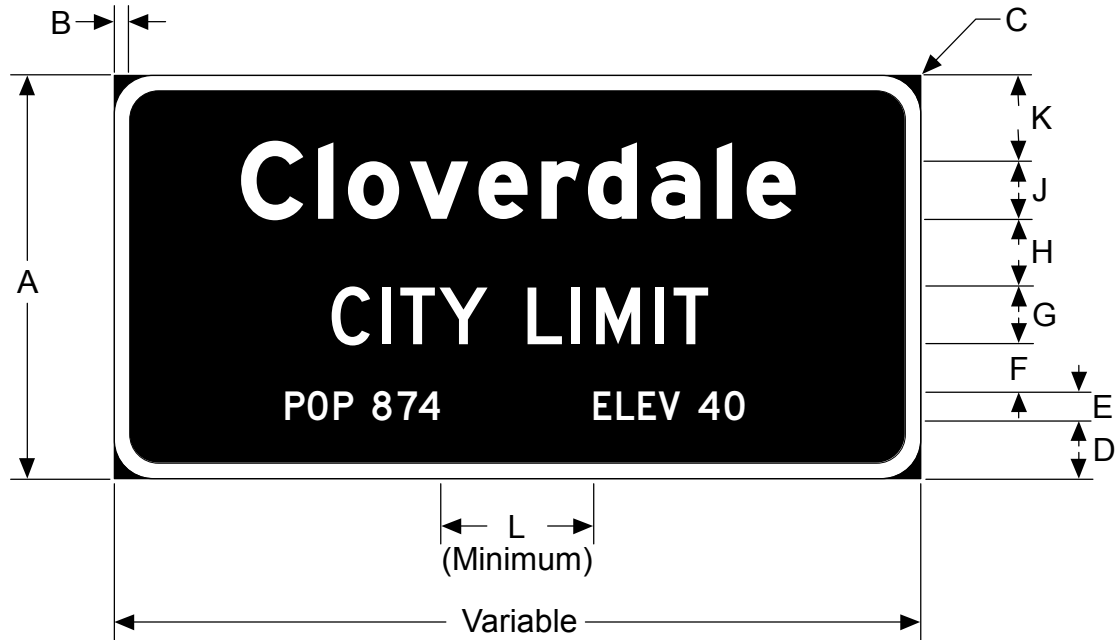 B
C
K
Cloverdale
J
H
A
CITY LIMIT
G
F
POP 874 ELEV 40
E
D
L
(Minimum)
Variable